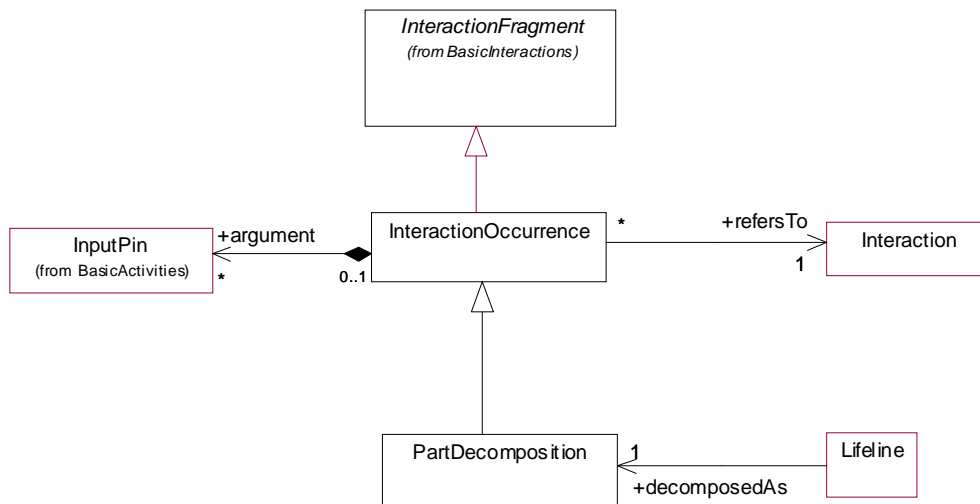 InteractionFragment
(from BasicInteractions)
InputPin
(from BasicActivities)
+argument
*
0..1
InteractionOccurrence
*
+refersTo
1
Interaction
PartDecomposition
1
+decomposedAs
Lifeline